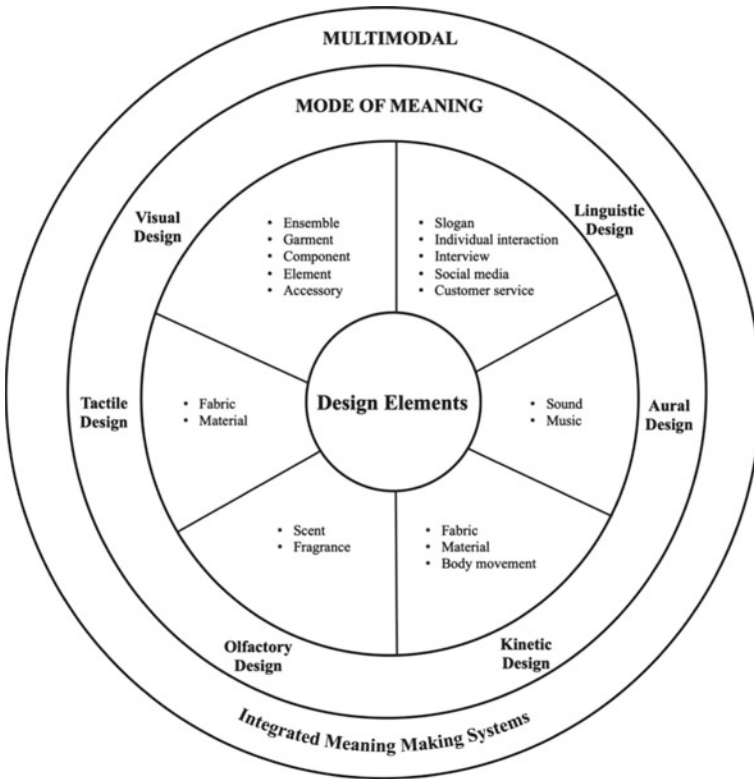 MULTIMODAL
MODE OF MEANING
Visual
Design
• Ensemble
• Garment
• Component
• Element
• Accessory
• Slogan
• Individual interaction
• Interview
• Social media
• Customer service
Linguistic
Design
Tactile
Design
• Fabric
• Material
Design Elements
• Sound
• Music
Aural
Design
• Scent
• Fragrance
• Fabric
• Material
• Body movement
Olfactory
Design
Kinetic
Design
Integrated Meaning Making Systems